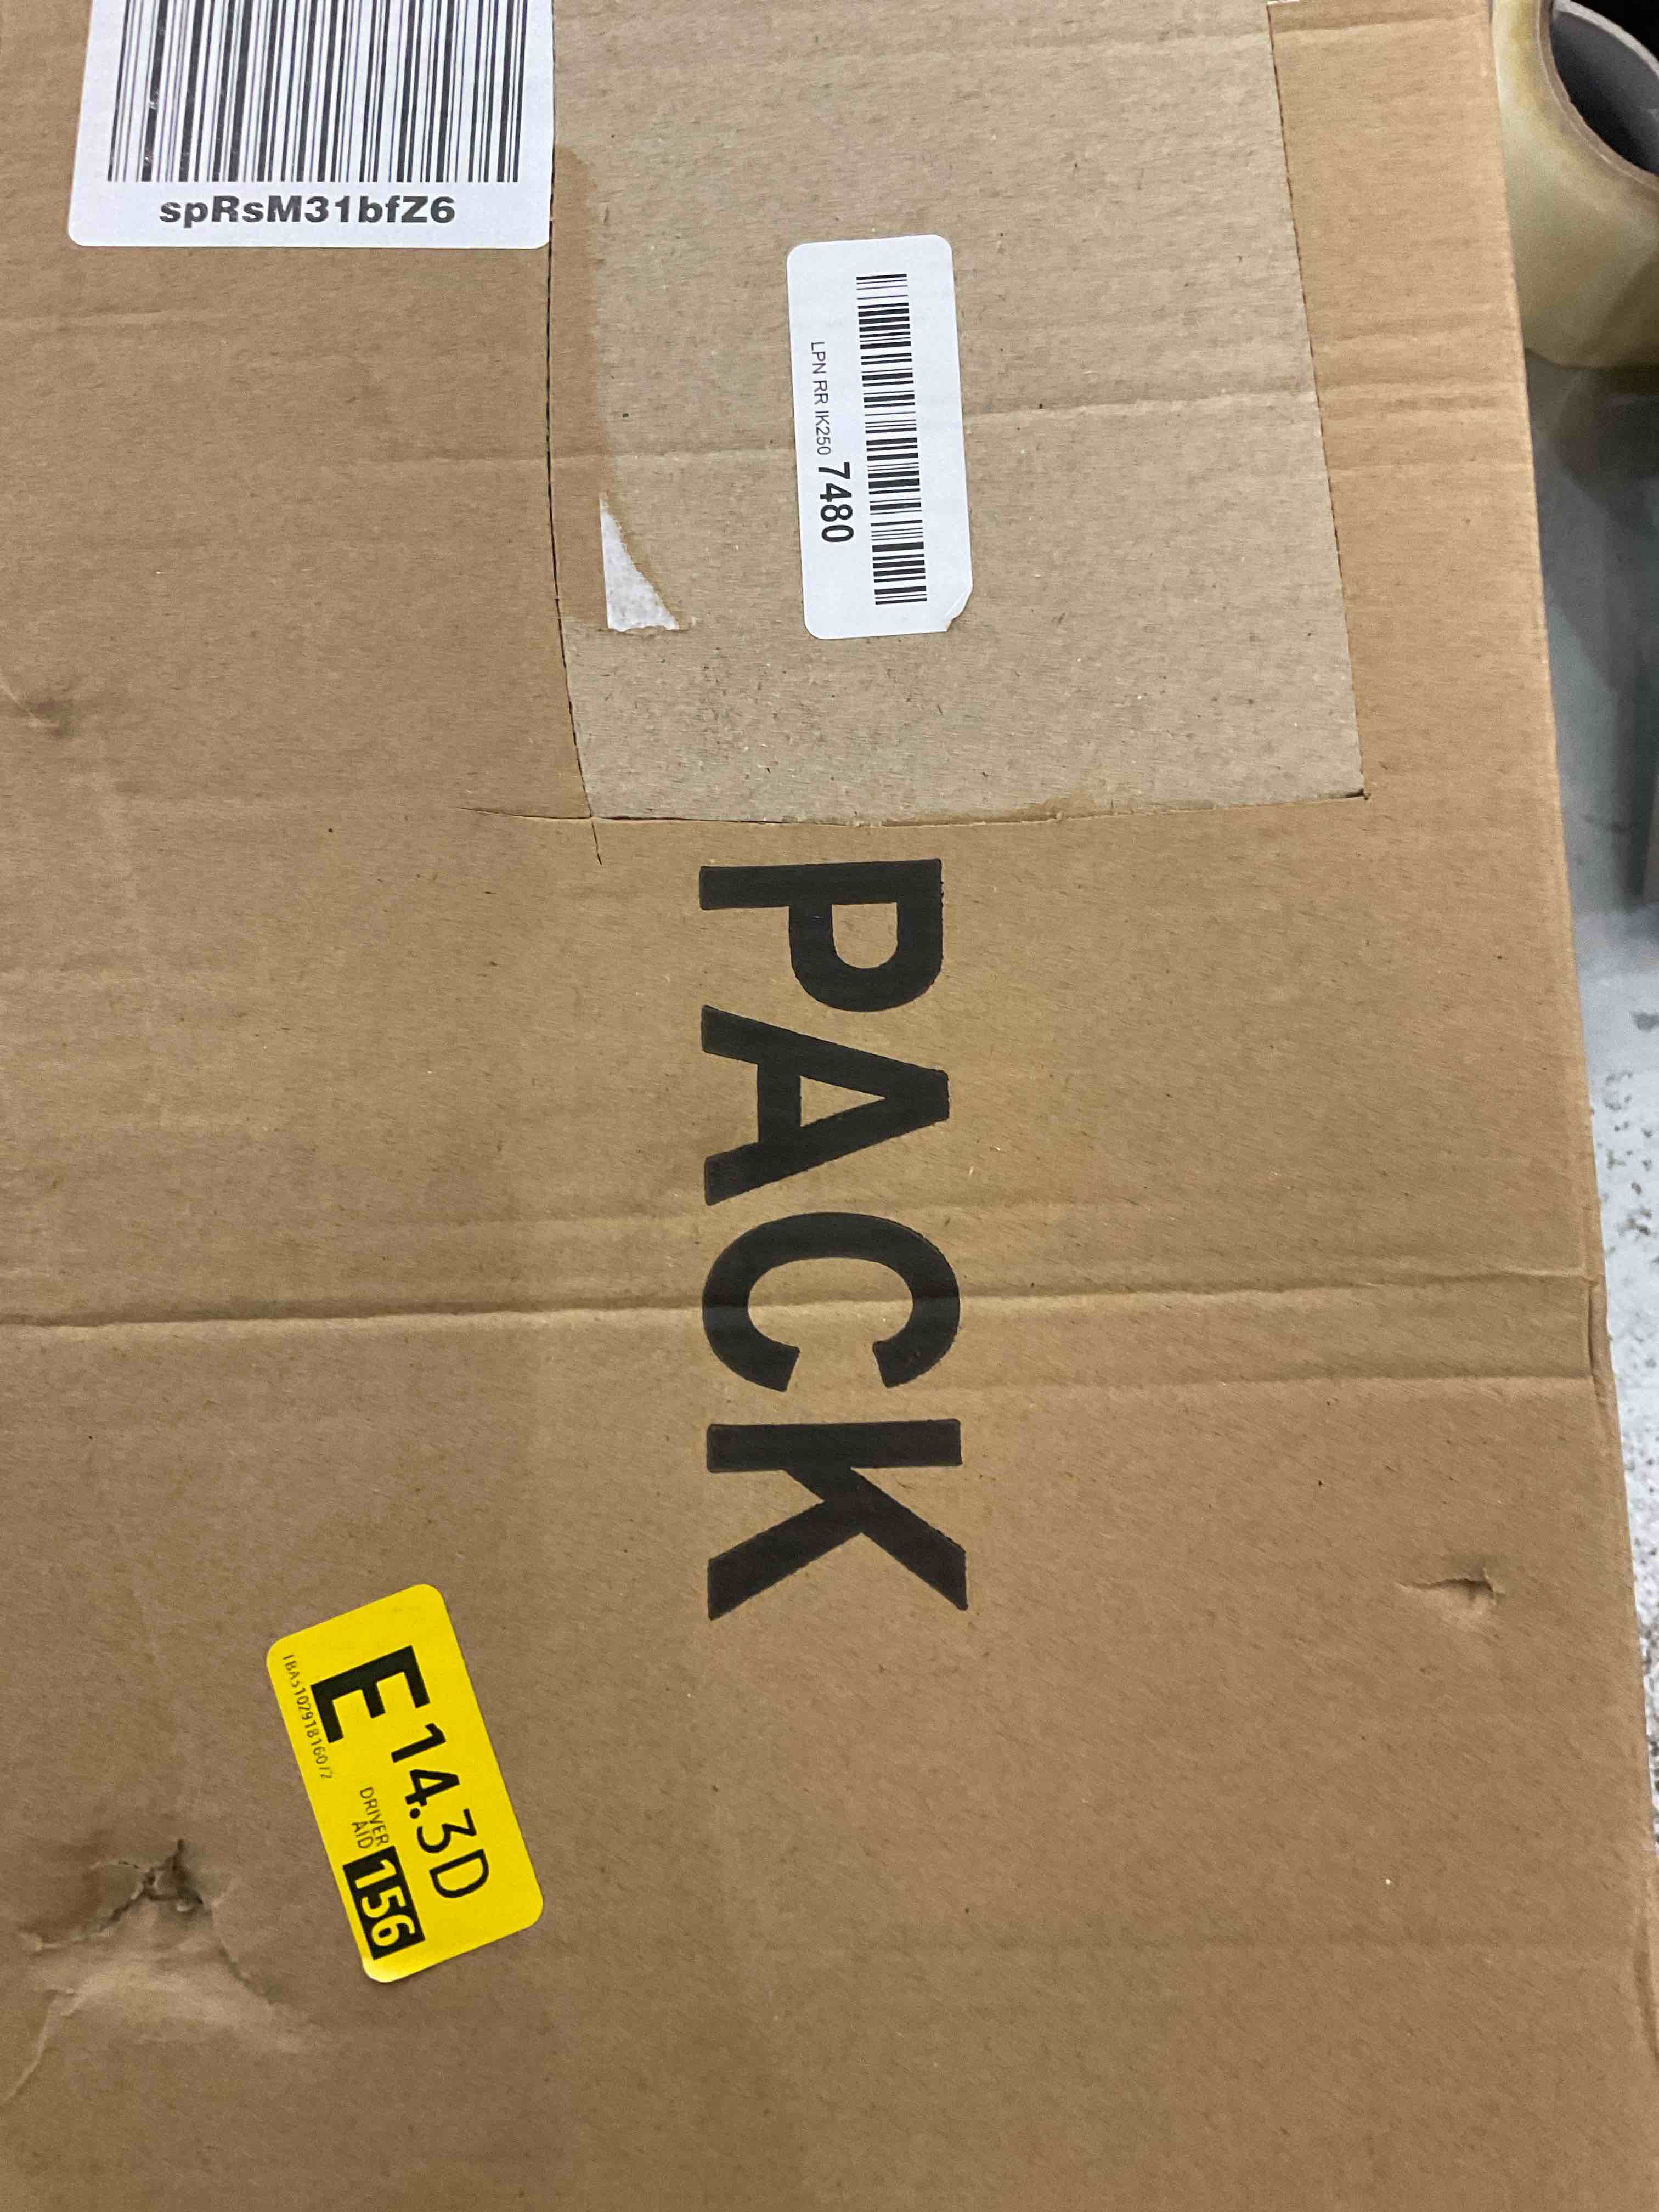 spRsM31bfZ6
LPN RR IK250 7480
PACK
E 14.3D
DRIVER
AID 156